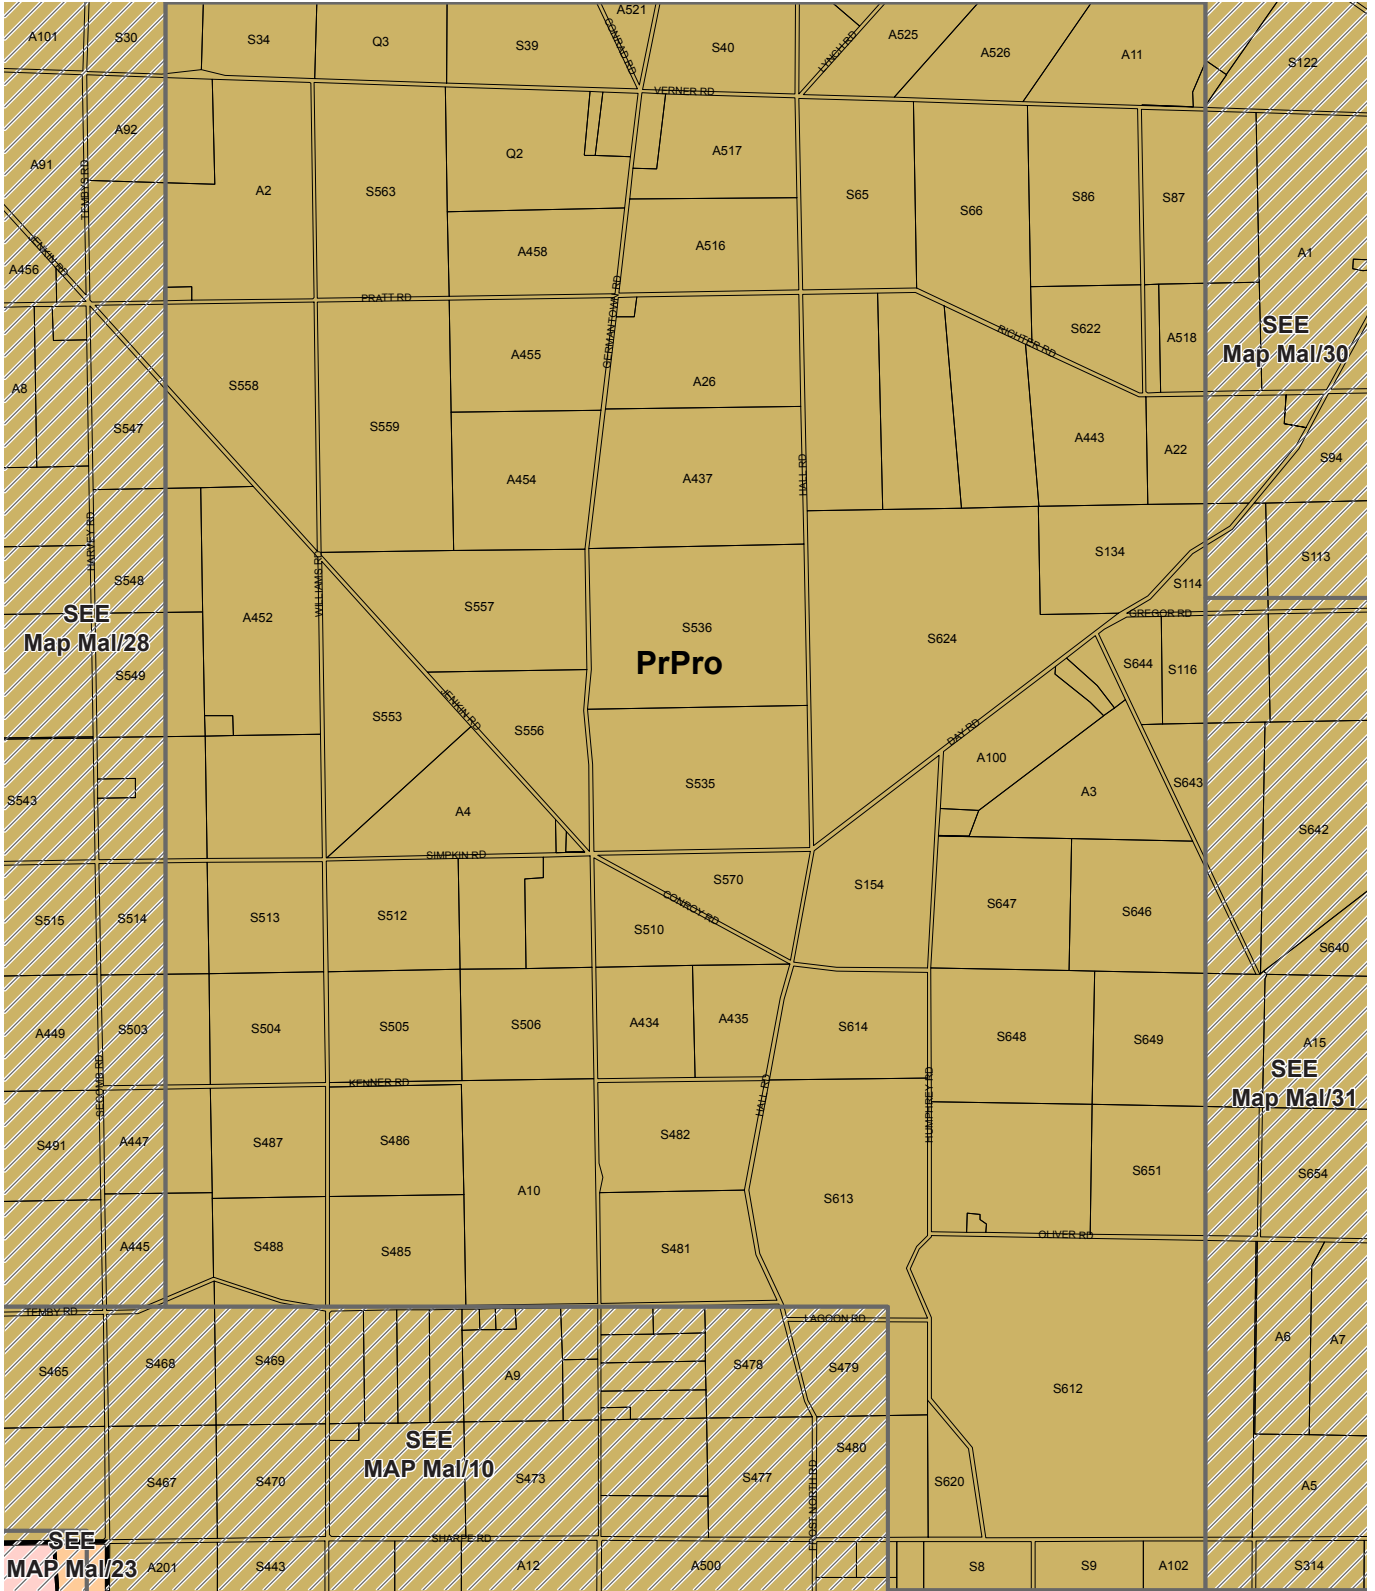 A521
A101
S30
S34
Q3
S39
CONRAD RD
S40
LYNCH RD
A525
A526
A11
S122
VERNER RD
A92
A91
TEMBYS RD
A2
S563
Q2
A517
S65
S66
S86
S87
A458
A516
A1
JENKIN RD
A456
PRATT RD
GERMANTOWN RD
RICHTER RD
S622
A518
SEE
Map Mal/30
A8
S558
A455
A26
S547
S559
A443
A22
S94
A454
A437
HALL RD
HARVEY RD
S548
WILLIAMS RD
S134
S114
S113
SEE
Map Mal/28
A452
S557
S536
PrPro
S624
GREGOR RD
S644
S116
S549
S553
JENKIN RD
S556
DAY RD
A100
S535
A3
S643
S543
A4
S642
SIMPKIN RD
S570
S154
CONROY RD
S515
S514
S513
S512
S510
S647
S646
S640
A449
S503
S504
S505
S506
A434
A435
S614
S648
S649
A15
SEE
Map Mal/31
SECOMB RD
KENNER RD
HALL RD
HUMPHREY RD
S491
A447
S487
S486
S482
A10
S613
S651
S654
A445
S488
S485
S481
OLIVER RD
TEMBY RD
LAGOON RD
S465
S468
S469
A9
S478
S479
S612
A6
A7
SEE
MAP Mal/10
S467
S470
S473
S477
S480
FROST NORTH RD
S620
A5
SHARPE RD
SEE
MAP Mal/23
A201
S443
A12
A500
S8
S9
A102
S314